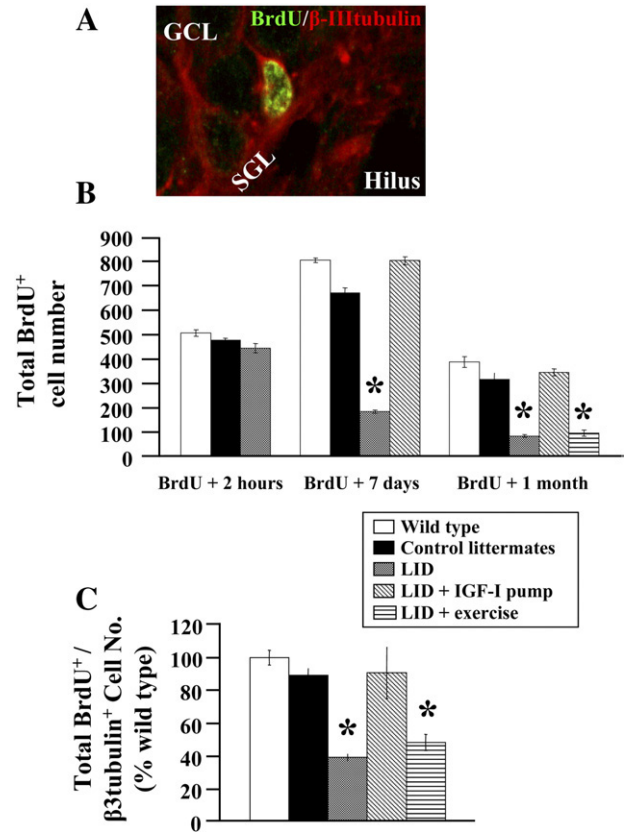 A
GCL
BrdU/β-IIItubulin
SGL
Hilus
B
Total BrdU+
cell number
900
800
700
600
500
400
300
200
100
0
*
*
*
BrdU + 2 hours
BrdU + 7 days
BrdU + 1 month
Wild type
Control littermates
LID
LID + IGF-I pump
LID + exercise
C
Total BrdU+ /
β3tubulin+ Cell No.
(% wild type)
120
100
80
60
40
20
0
*
*